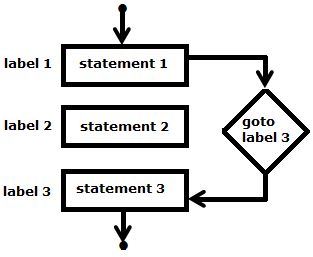 label 1 statement 1
label 2 statement 2
goto
label 3
label 3 statement 3